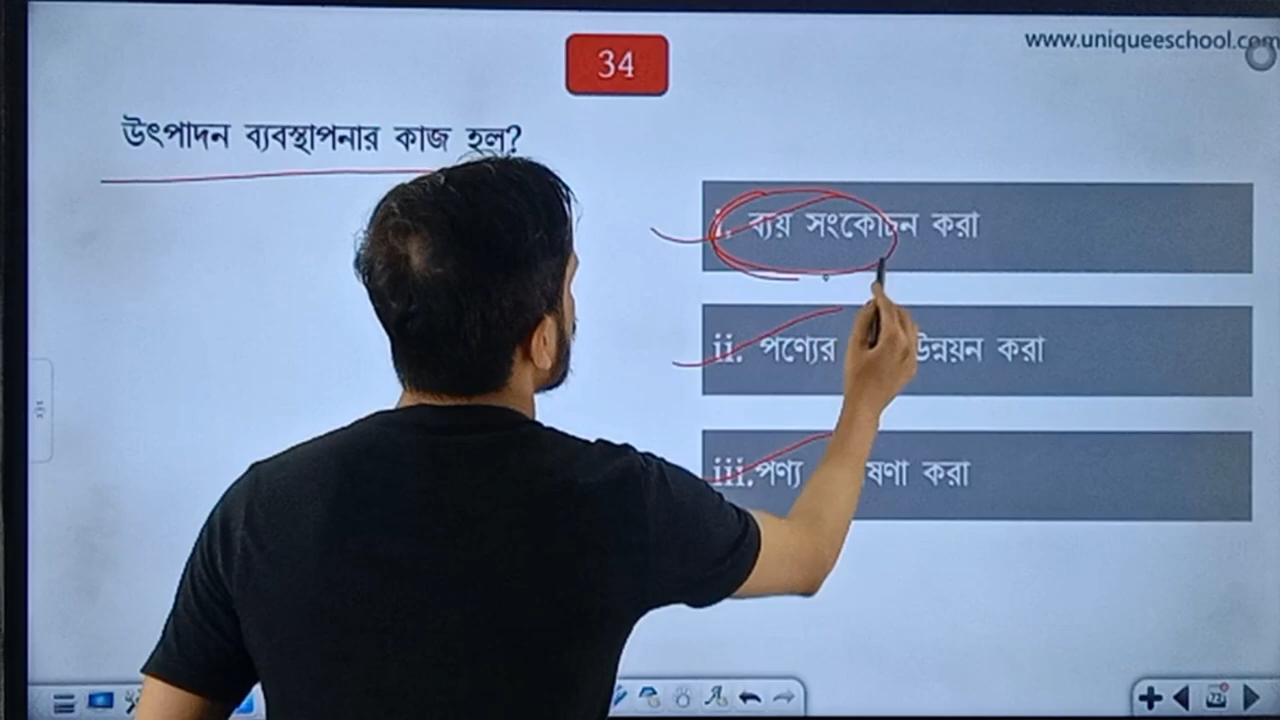 www.uniqueeschool.com
34
উৎপাদন ব্যবস্থাপনার কাজ হল?
i. ব্যয় সংকোচন করা
ii. পণ্যের উন্নয়ন করা
iii.পণ্য করা